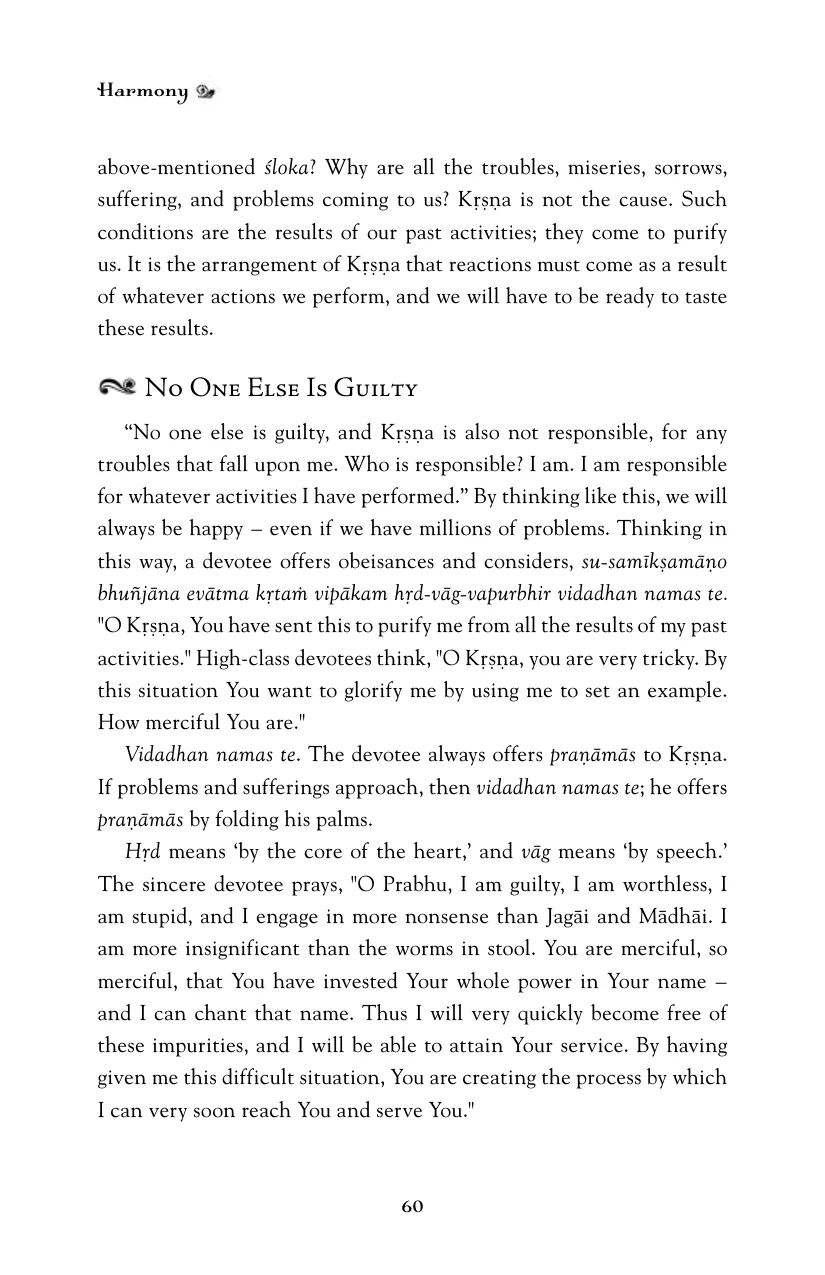 Harmony
above-mentioned śloka? Why are all the troubles, miseries, sorrows,
suffering, and problems coming to us? Kṛṣṇa is not the cause. Such
conditions are the results of our past activities; they come to purify
us. It is the arrangement of Kṛṣṇa that reactions must come as a result
of whatever actions we perform, and we will have to be ready to taste
these results.
No One Else Is Guilty
“No one else is guilty, and Kṛṣṇa is also not responsible, for any
troubles that fall upon me. Who is responsible? I am. I am responsible
for whatever activities I have performed.” By thinking like this, we will
always be happy – even if we have millions of problems. Thinking in
this way, a devotee offers obeisances and considers, su-samīkṣamāṇo
bhuñjāna evātma kṛtaṁ vipākam hṛd-vāg-vapurbhir vidadhan namas te.
"O Kṛṣṇa, You have sent this to purify me from all the results of my past
activities." High-class devotees think, "O Kṛṣṇa, you are very tricky. By
this situation You want to glorify me by using me to set an example.
How merciful You are."
Vidadhan namas te. The devotee always offers praṇāmās to Kṛṣṇa.
If problems and sufferings approach, then vidadhan namas te; he offers
praṇāmās by folding his palms.
Hṛd means ‘by the core of the heart,’ and vāg means ‘by speech.’
The sincere devotee prays, "O Prabhu, I am guilty, I am worthless, I
am stupid, and I engage in more nonsense than Jagāi and Mādhāi. I
am more insignificant than the worms in stool. You are merciful, so
merciful, that You have invested Your whole power in Your name –
and I can chant that name. Thus I will very quickly become free of
these impurities, and I will be able to attain Your service. By having
given me this difficult situation, You are creating the process by which
I can very soon reach You and serve You."
60